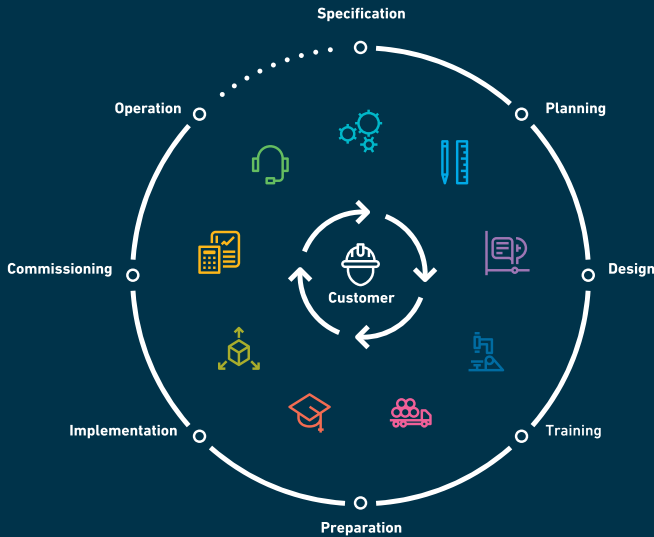 Specification
Operation
Planning
Commissioning
Customer
Design
Implementation
Training
Preparation